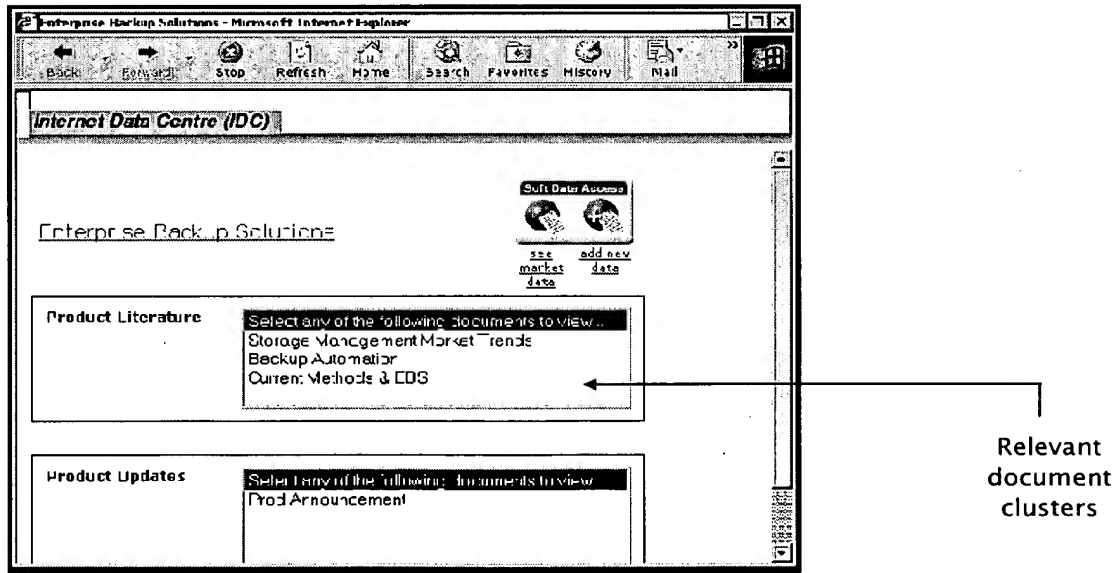 Enterprise Backup Solutions - Microsoft Internet Explorer
Back Forward Stop Refresh Home Search Favorites History Mail »
Internet Data Centre (IDC)
Soft Data Access
Enterprise Backup Solutions
see market data
add new data
Product Literature
Select any of the following documents to view...
Storage Management Market Trends
Backup Automation
Current Methods & EBS
Relevant
document
clusters
Product Updates
Select any of the following documents to view...
Prod Announcement